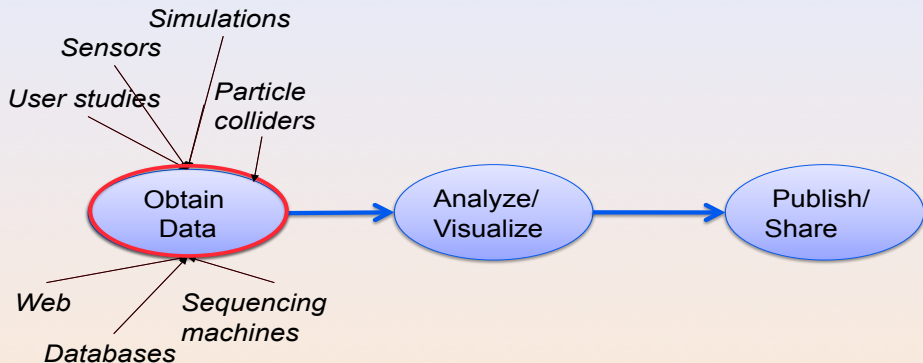 Simulations
Sensors
User studies
Particle
colliders
Obtain
Data
Analyze/
Visualize
Publish/
Share
Web
Sequencing
machines
Databases